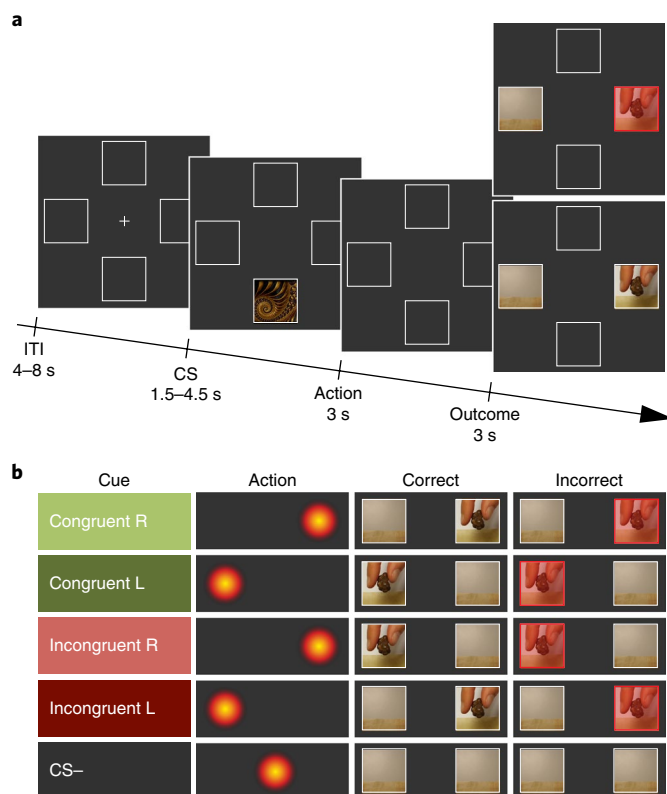 a
ITI
4–8 s
CS
1.5–4.5 s
Action
3 s
Outcome
3 s
b
Cue
Action
Correct
Incorrect
Congruent R
Congruent L
Incongruent R
Incongruent L
CS–